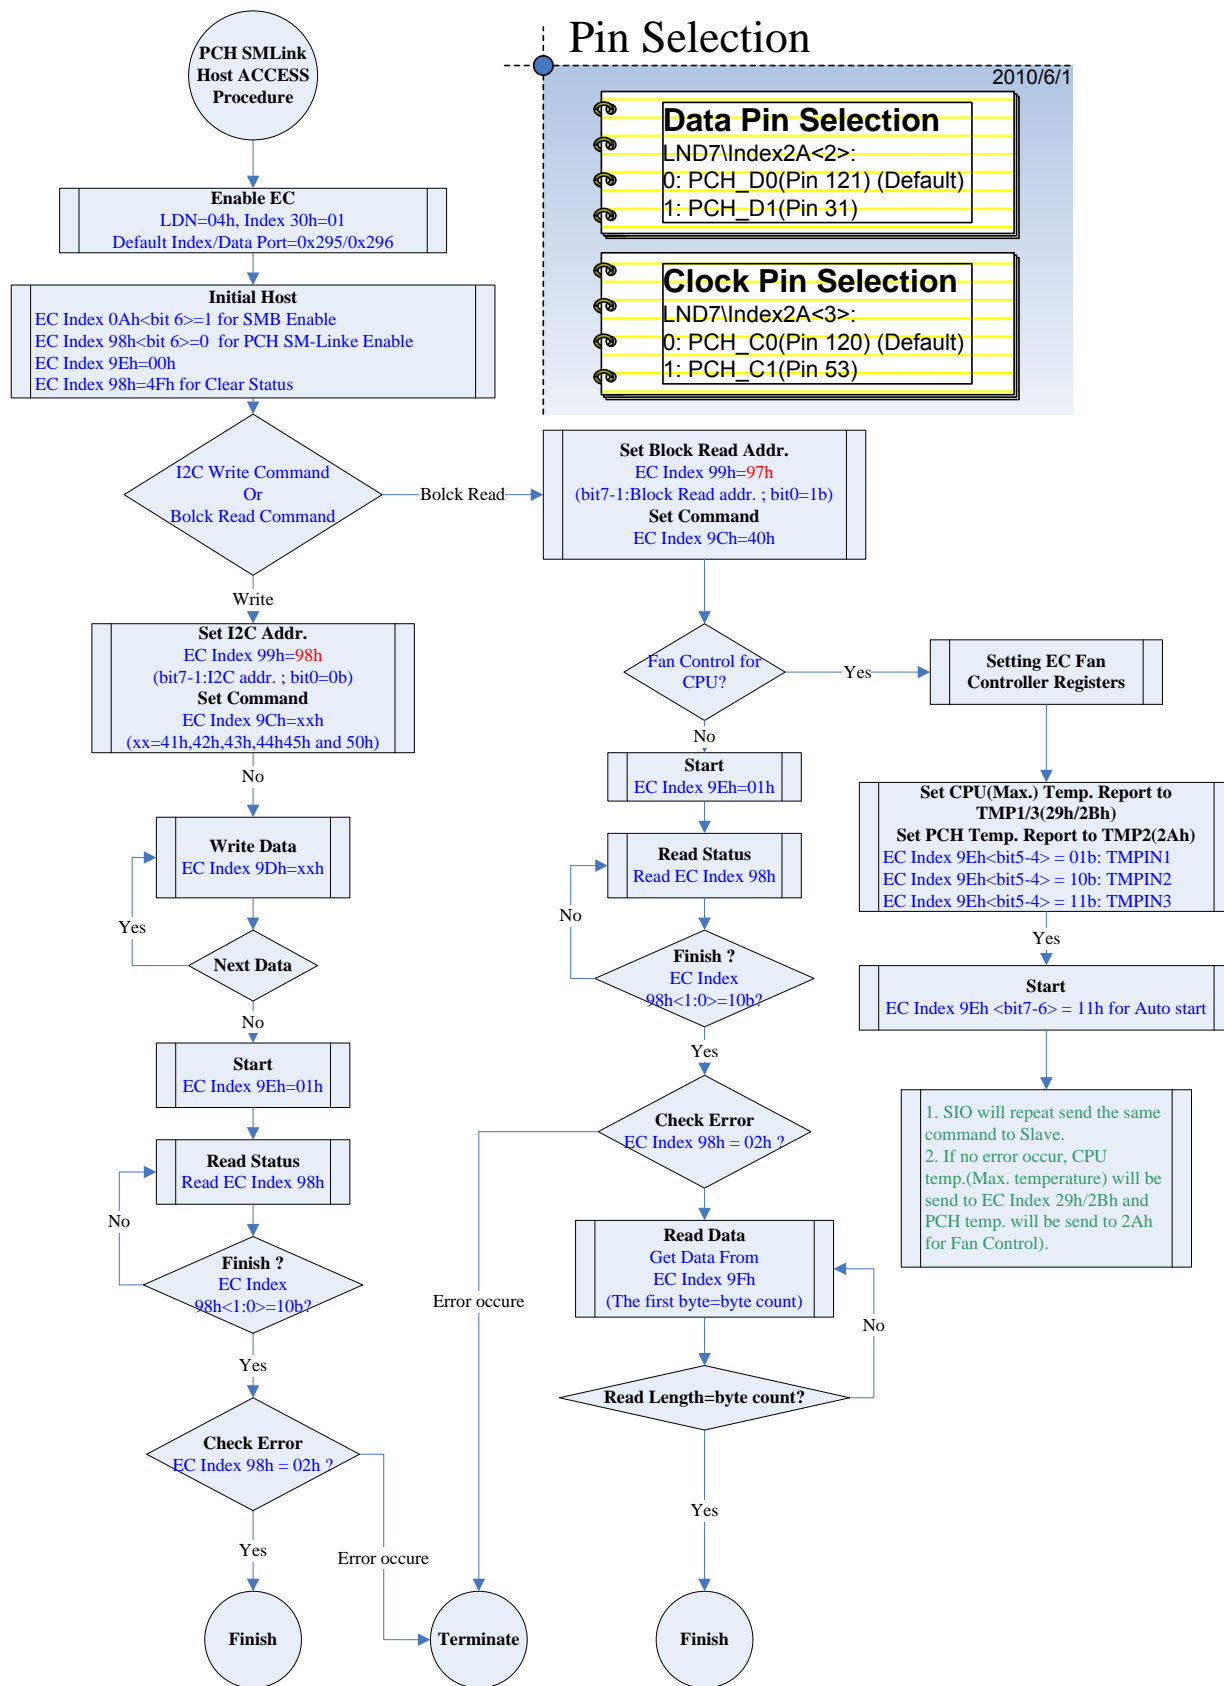 PCH SMLink
Host ACCESS
Procedure
Pin Selection
2010/6/1
Data Pin Selection
LND7\Index2A<2>:
0: PCH_D0(Pin 121) (Default)
1: PCH_D1(Pin 31)
Clock Pin Selection
LND7\Index2A<3>:
0: PCH_C0(Pin 120) (Default)
1: PCH_C1(Pin 53)
Enable EC
LDN=04h, Index 30h=01
Default Index/Data Port=0x295/0x296
Initial Host
EC Index 0Ah<bit 6>=1 for SMB Enable
EC Index 98h<bit 6>=0  for PCH SM-Linke Enable
EC Index 9Eh=00h
EC Index 98h=4Fh for Clear Status
I2C Write Command
Or
Bolck Read Command
Bolck Read
Write
Set I2C Addr.
EC Index 99h=98h
(bit7-1:I2C addr. ; bit0=0b)
Set Command
EC Index 9Ch=xxh
(xx=41h,42h,43h,44h45h and 50h)
No
Write Data
EC Index 9Dh=xxh
Yes
Next Data
No
Start
EC Index 9Eh=01h
Read Status
Read EC Index 98h
No
Finish ?
EC Index
98h<1:0>=10b?
Yes
Check Error
EC Index 98h = 02h ?
Yes
Error occure
Finish
Terminate
Set Block Read Addr.
EC Index 99h=97h
(bit7-1:Block Read addr. ; bit0=1b)
Set Command
EC Index 9Ch=40h
Fan Control for
CPU?
Yes
No
Start
EC Index 9Eh=01h
Read Status
Read EC Index 98h
No
Finish ?
EC Index
98h<1:0>=10b?
Yes
Check Error
EC Index 98h = 02h ?
Error occure
Read Data
Get Data From
EC Index 9Fh
(The first byte=byte count)
No
Read Length=byte count?
Yes
Finish
Setting EC Fan
Controller Registers
Set CPU(Max.) Temp. Report to
TMP1/3(29h/2Bh)
Set PCH Temp. Report to TMP2(2Ah)
EC Index 9Eh<bit5-4> = 01b: TMPIN1
EC Index 9Eh<bit5-4> = 10b: TMPIN2
EC Index 9Eh<bit5-4> = 11b: TMPIN3
Yes
Start
EC Index 9Eh <bit7-6> = 11h for Auto start
1. SIO will repeat send the same
command to Slave.
2. If no error occur, CPU
temp.(Max. temperature) will be
send to EC Index 29h/2Bh and
PCH temp. will be send to 2Ah
for Fan Control).